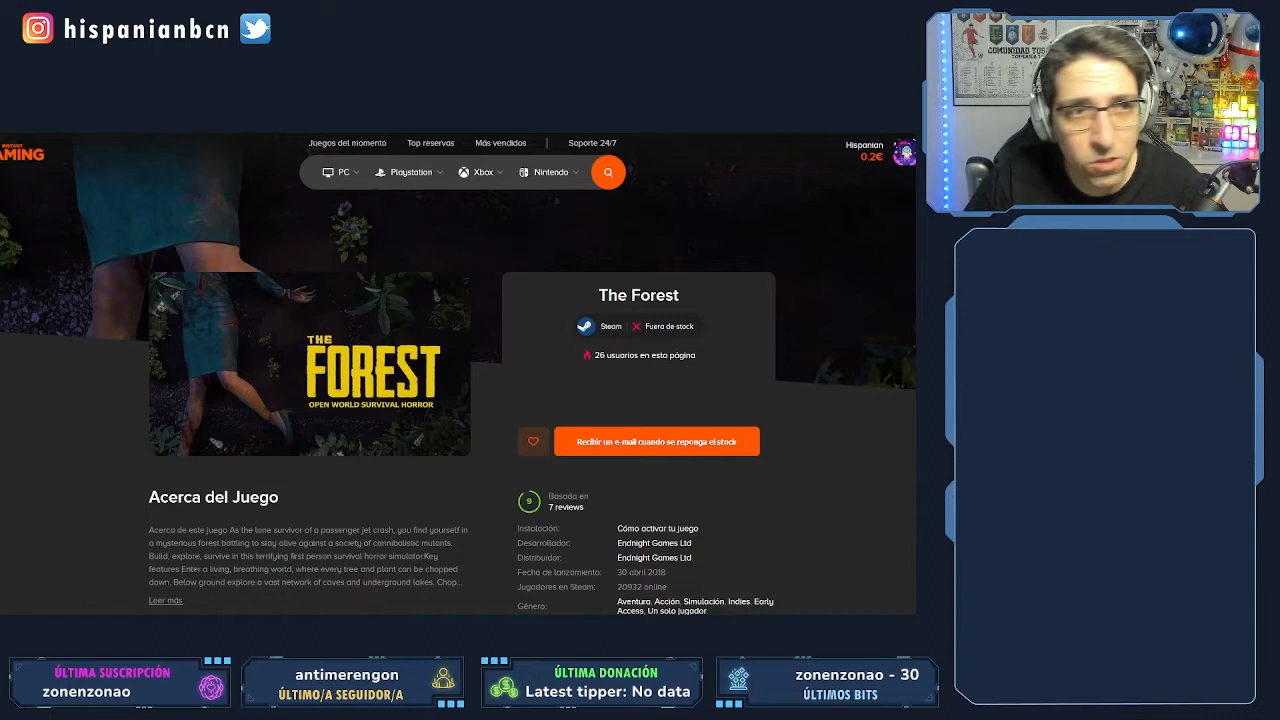 hispanianbcn
COMUNIDAD
INSTANT
AMING
Juegos del momento
Top reservas
Más vendidos
Soporte 24/7
Hispanian
0.2€
PC
Playstation
Xbox
Nintendo
The Forest
Steam
Fuera de stock
26 usuarios en esta página
THE
FOREST
OPEN WORLD SURVIVAL HORROR
Recibir un e-mail cuando se reponga el stock
Acerca del Juego
Acerca de este juego As the lone survivor of a passenger jet crash, you find yourself in
a mysterious forest battling to stay alive against a society of cannibalistic mutants.
Build, explore, survive in this terrifying first person survival horror simulator.Key
features Enter a living, breathing world, where every tree and plant can be chopped
down. Below ground explore a vast network of caves and underground lakes. Chop...
Leer más
9
Basada en
7 reviews
Instalación: Cómo activar tu juego
Desarrollador: Endnight Games Ltd
Distribuidor: Endnight Games Ltd
Fecha de lanzamiento: 30 abril 2018
Jugadores en Steam: 20932 online
Género: Aventura, Acción, Simulación, Indies, Early
Access, Un solo jugador
ÚLTIMA SUSCRIPCIÓN
zonenzonao
antimerengon
ÚLTIMO/A SEGUIDOR/A
ÚLTIMA DONACIÓN
Latest tipper: No data
zonenzonao - 30
ÚLTIMOS BITS